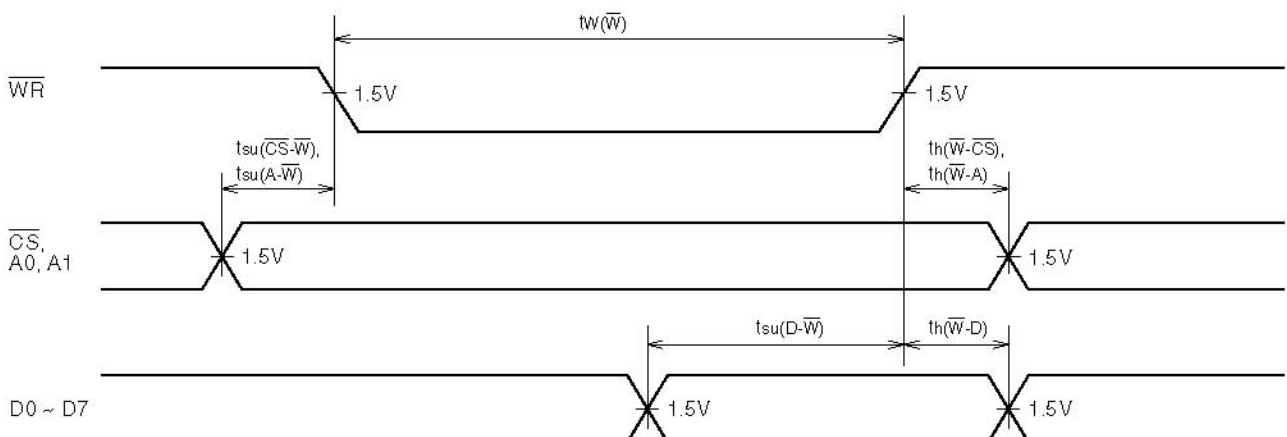 tW(W̅)
W̅R̅
1.5V
1.5V
tsu(C̅S̅-W̅),
tsu(A-W̅)
th(W̅-C̅S̅),
th(W̅-A)
C̅S̅,
A0, A1
1.5V
1.5V
tsu(D-W̅)
th(W̅-D)
D0 ~ D7
1.5V
1.5V